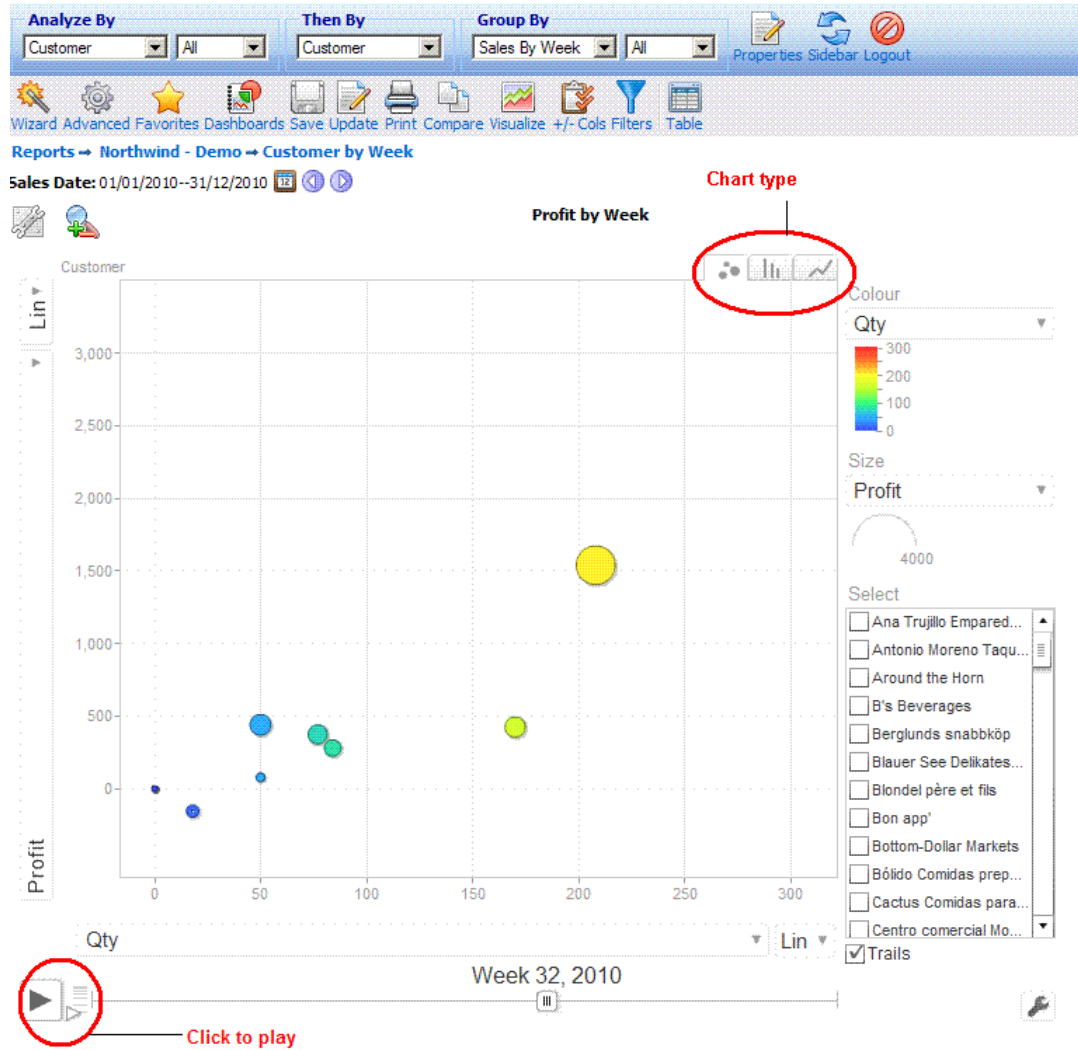 Analyze By Then By Group By
Customer All Customer Sales By Week All
Properties Sidebar Logout
Wizard Advanced Favorites Dashboards Save Update Print Compare Visualize +/- Cols Filters Table
Reports → Northwind - Demo → Customer by Week
Sales Date: 01/01/2010--31/12/2010 12
Chart type
Profit by Week
Customer
Lin
Colour
Qty
300
200
100
0
Size
Profit
4000
Select
Ana Trujillo Empared...
Antonio Moreno Taqu...
Around the Horn
B's Beverages
Berglunds snabbköp
Blauer See Delikates...
Blondel père et fils
Bon app'
Bottom-Dollar Markets
Bólido Comidas prep...
Cactus Comidas para...
Centro comercial Mo...
Trails
3,000
2,500
2,000
1,500
1,000
500
0
Profit
0 50 100 150 200 250 300
Qty Lin
Week 32, 2010
Click to play